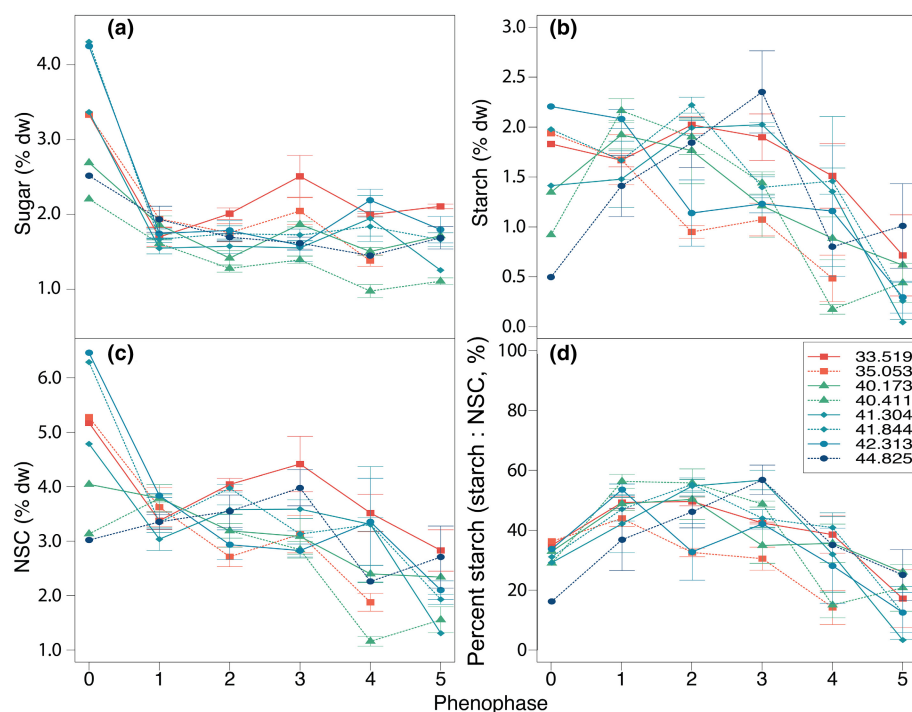 (a)
Sugar (% dw)
4.0
3.0
2.0
1.0
(b)
Starch (% dw)
3.0
2.5
2.0
1.5
1.0
0.5
0.0
(c)
NSC (% dw)
6.0
5.0
4.0
3.0
2.0
1.0
0 1 2 3 4 5
(d)
Percent starch (starch : NSC, %)
100
80
60
40
20
0
33.519
35.053
40.173
40.411
41.304
41.844
42.313
44.825
0 1 2 3 4 5
Phenophase